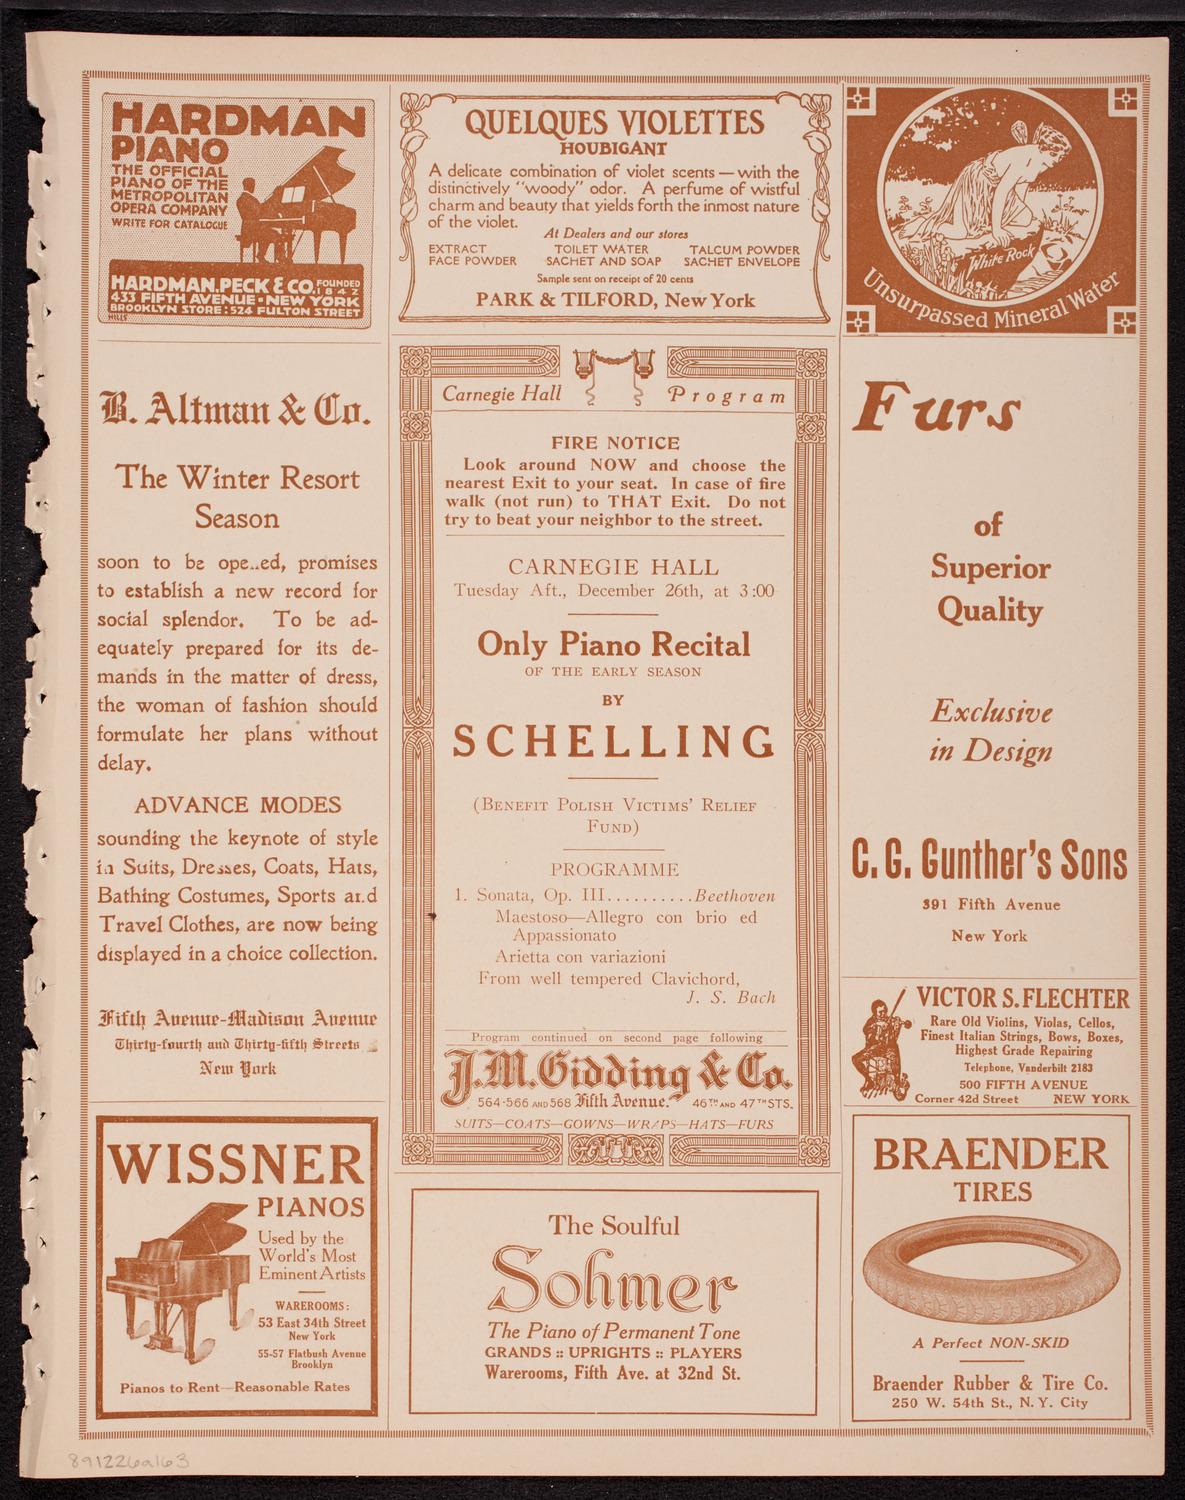 HARDMAN
PIANO
THE OFFICIAL
PIANO OF THE
METROPOLITAN
OPERA COMPANY
WRITE FOR CATALOGUE
HARDMAN.PECK & CO. FOUNDED 1842
433 FIFTH AVENUE • NEW YORK
BROOKLYN STORE: 524 FULTON STREET
HILLS
B. Altman & Co.
The Winter Resort
Season
soon to be ope..ed, promises
to establish a new record for
social splendor. To be ad-
equately prepared for its de-
mands in the matter of dress,
the woman of fashion should
formulate her plans without
delay.
ADVANCE MODES
sounding the keynote of style
in Suits, Dresses, Coats, Hats,
Bathing Costumes, Sports and
Travel Clothes, are now being
displayed in a choice collection.
Fifth Avenue-Madison Avenue
Thirty-fourth and Thirty-fifth Streets
New York
WISSNER
PIANOS
Used by the
World's Most
Eminent Artists
WAREROOMS:
53 East 34th Street
New York
55-57 Flatbush Avenue
Brooklyn
Pianos to Rent—Reasonable Rates
QUELQUES VIOLETTES
HOUBIGANT
A delicate combination of violet scents — with the
distinctively "woody" odor. A perfume of wistful
charm and beauty that yields forth the inmost nature
of the violet.
At Dealers and our stores
EXTRACT TOILET WATER TALCUM POWDER
FACE POWDER SACHET AND SOAP SACHET ENVELOPE
Sample sent on receipt of 20 cents
PARK & TILFORD, New York
Carnegie Hall Program
FIRE NOTICE
Look around NOW and choose the
nearest Exit to your seat. In case of fire
walk (not run) to THAT Exit. Do not
try to beat your neighbor to the street.
CARNEGIE HALL
Tuesday Aft., December 26th, at 3:00
Only Piano Recital
OF THE EARLY SEASON
BY
SCHELLING
(Benefit Polish Victims' Relief
Fund)
PROGRAMME
1. Sonata, Op. III..........Beethoven
Maestoso—Allegro con brio ed
Appassionato
Arietta con variazioni
From well tempered Clavichord,
J. S. Bach
Program continued on second page following
J.M. Gidding & Co.
564-566 AND 568 Fifth Avenue. 46TH AND 47TH STS.
SUITS—COATS—GOWNS—WRAPS—HATS—FURS
The Soulful
Sohmer
The Piano of Permanent Tone
GRANDS :: UPRIGHTS :: PLAYERS
Warerooms, Fifth Ave. at 32nd St.
White Rock
Unsurpassed Mineral Water
Furs
of
Superior
Quality
Exclusive
in Design
C. G. Gunther's Sons
391 Fifth Avenue
New York
VICTOR S. FLECHTER
Rare Old Violins, Violas, Cellos,
Finest Italian Strings, Bows, Boxes,
Highest Grade Repairing
Telephone, Vanderbilt 2183
500 FIFTH AVENUE
Corner 42d Street NEW YORK
BRAENDER
TIRES
A Perfect NON-SKID
Braender Rubber & Tire Co.
250 W. 54th St., N. Y. City
891226a163